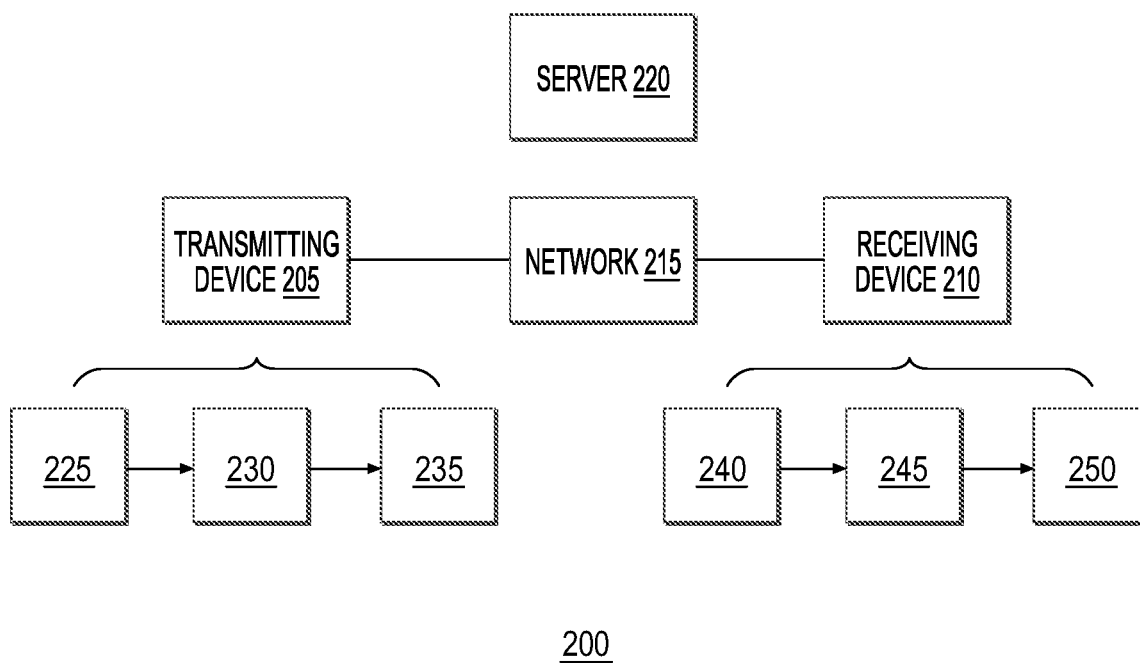 SERVER 220
TRANSMITTING
DEVICE 205
NETWORK 215
RECEIVING
DEVICE 210
225
230
235
240
245
250
200